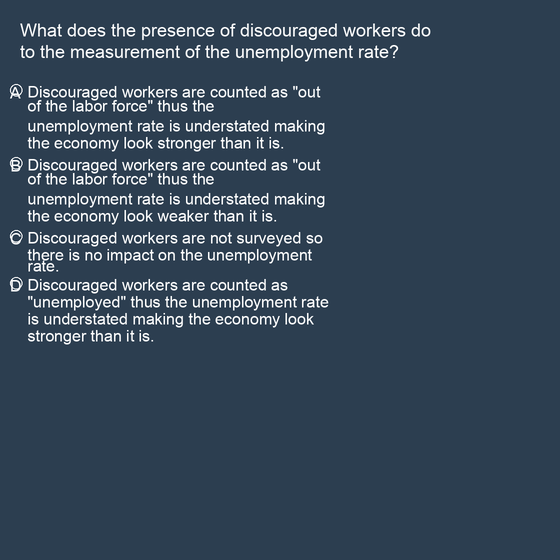 What does the presence of discouraged workers do
to the measurement of the unemployment rate?
A Discouraged workers are counted as "out
of the labor force" thus the
unemployment rate is understated making
the economy look stronger than it is.
B Discouraged workers are counted as "out
of the labor force" thus the
unemployment rate is understated making
the economy look weaker than it is.
C Discouraged workers are not surveyed so
there is no impact on the unemployment
rate.
D Discouraged workers are counted as
"unemployed" thus the unemployment rate
is understated making the economy look
stronger than it is.